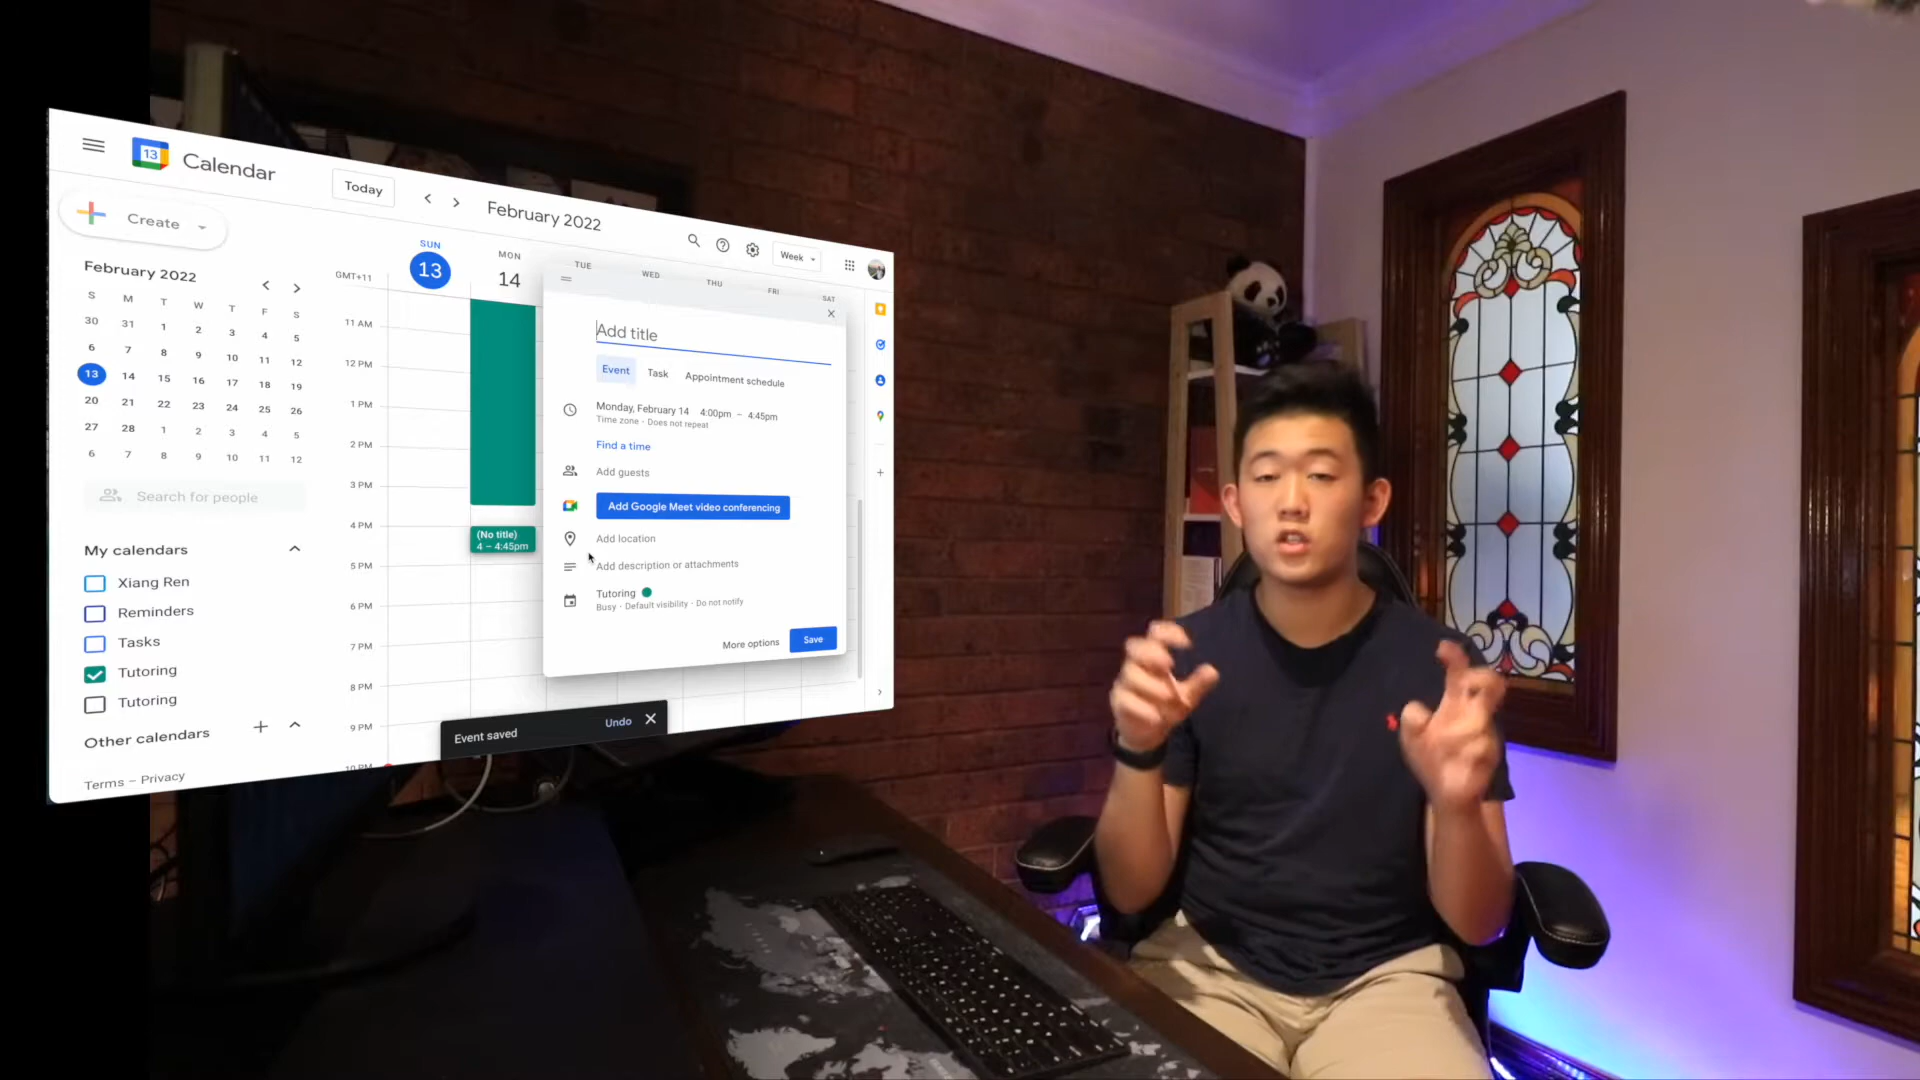 13
Calendar
Today
February 2022
Week
Create
February 2022
S M T W T F S
30 31 1 2 3 4 5
6 7 8 9 10 11 12
13 14 15 16 17 18 19
20 21 22 23 24 25 26
27 28 1 2 3 4 5
6 7 8 9 10 11 12
Search for people
My calendars
Xiang Ren
Reminders
Tasks
Tutoring
Tutoring
Other calendars
Terms – Privacy
GMT+11
SUN
13
MON
14
TUE
WED
THU
FRI
SAT
11 AM
12 PM
1 PM
2 PM
3 PM
4 PM
5 PM
6 PM
7 PM
8 PM
9 PM
10 PM
(No title)
4 – 4:45pm
Add title
Event Task Appointment schedule
Monday, February 14 4:00pm – 4:45pm
Time zone · Does not repeat
Find a time
Add guests
Add Google Meet video conferencing
Add location
Add description or attachments
Tutoring
Busy · Default visibility · Do not notify
More options
Save
Event saved
Undo